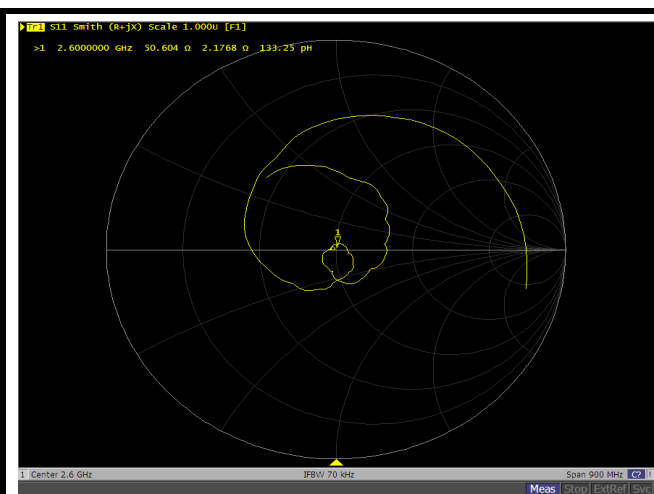 Tr1 S11 Smith (R+jX) Scale 1.000U [F1]
>1 2.6000000 GHz 50.604 Ω 2.1768 Ω 133.25 pH
1
1 Center 2.6 GHz IFBW 70 kHz Span 900 MHz C? !
Meas Stop ExtRef Svc